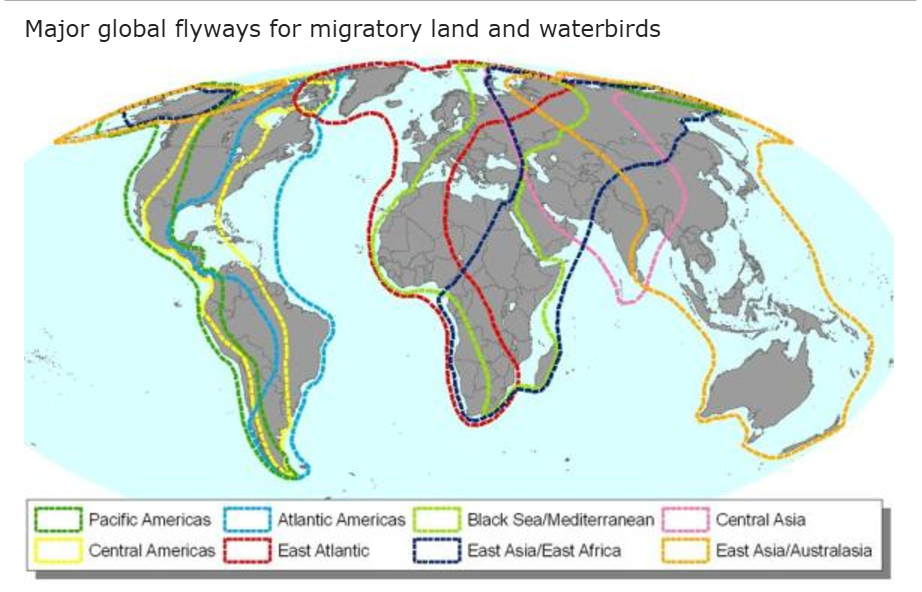 Major global flyways for migratory land and waterbirds
Pacific Americas
Atlantic Americas
Black Sea/Mediterranean
Central Asia
Central Americas
East Atlantic
East Asia/East Africa
East Asia/Australasia